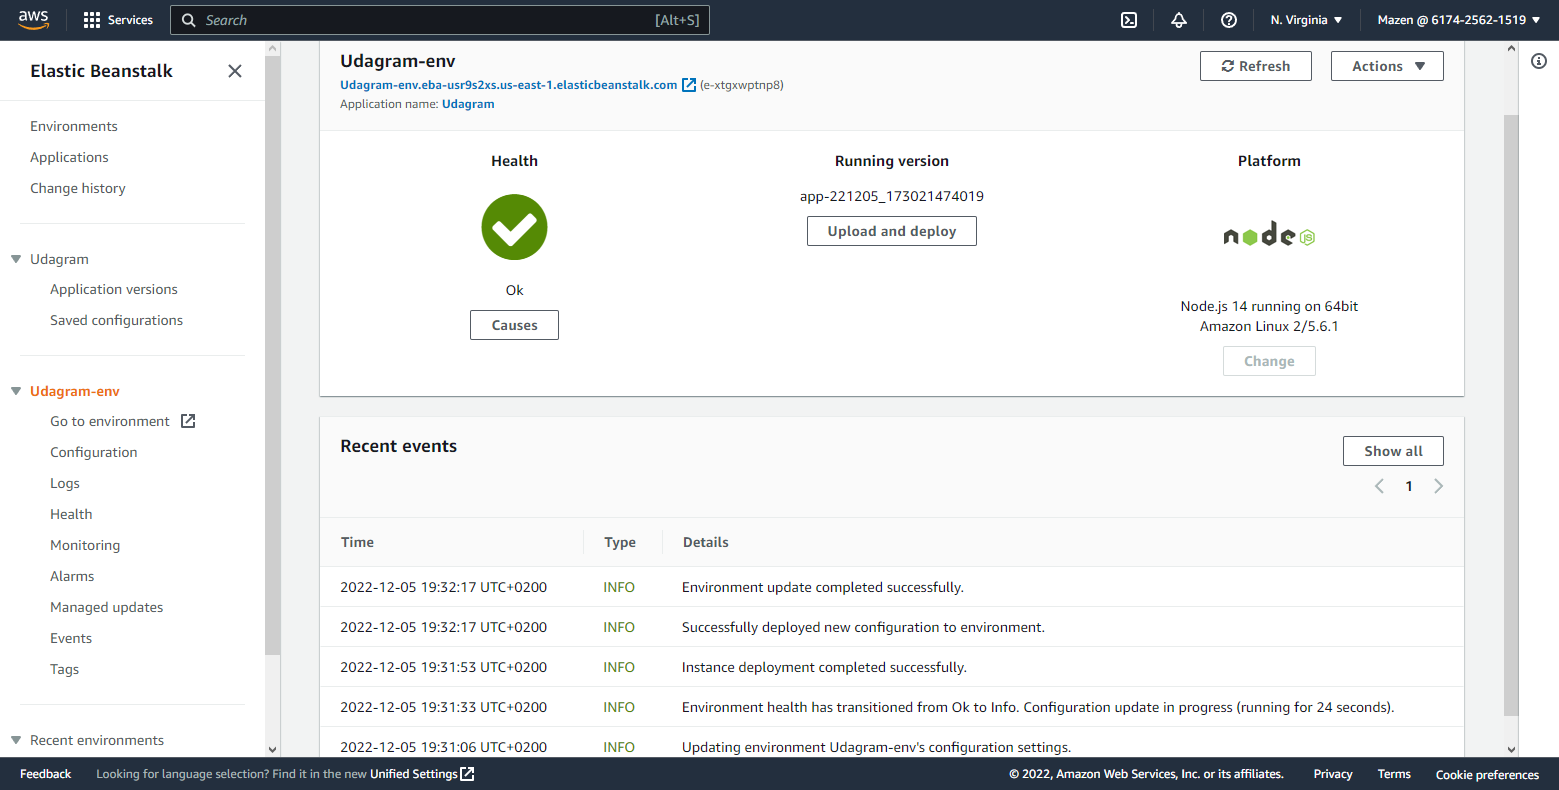 aws
Services
Search
[Alt+S]
N. Virginia
Mazen @ 6174-2562-1519
Elastic Beanstalk
Environments
Applications
Change history
Udagram
Application versions
Saved configurations
Udagram-env
Go to environment
Configuration
Logs
Health
Monitoring
Alarms
Managed updates
Events
Tags
Recent environments
Udagram-env
Udagram-env.eba-usr9s2xs.us-east-1.elasticbeanstalk.com (e-xtgxwptnp8)
Application name: Udagram
Refresh
Actions
Health
Ok
Causes
Running version
app-221205_173021474019
Upload and deploy
Platform
node JS
Node.js 14 running on 64bit
Amazon Linux 2/5.6.1
Change
Recent events
Show all
1
Time Type Details
2022-12-05 19:32:17 UTC+0200 INFO Environment update completed successfully.
2022-12-05 19:32:17 UTC+0200 INFO Successfully deployed new configuration to environment.
2022-12-05 19:31:53 UTC+0200 INFO Instance deployment completed successfully.
2022-12-05 19:31:33 UTC+0200 INFO Environment health has transitioned from Ok to Info. Configuration update in progress (running for 24 seconds).
2022-12-05 19:31:06 UTC+0200 INFO Updating environment Udagram-env's configuration settings.
Feedback
Looking for language selection? Find it in the new Unified Settings
© 2022, Amazon Web Services, Inc. or its affiliates.
Privacy
Terms
Cookie preferences